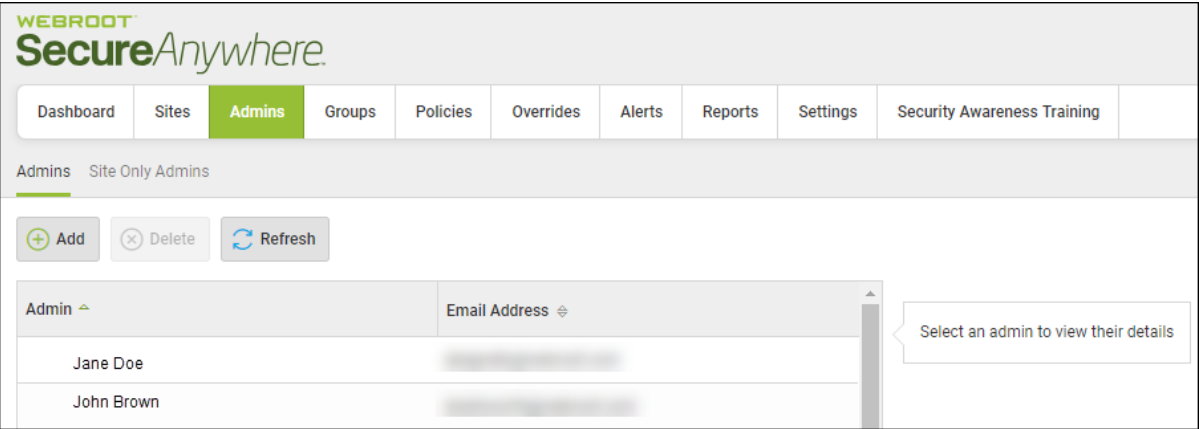 WEBROOT
SecureAnywhere.
Dashboard Sites Admins Groups Policies Overrides Alerts Reports Settings Security Awareness Training
Admins Site Only Admins
Add Delete Refresh
Admin Email Address
Select an admin to view their details
Jane Doe
John Brown